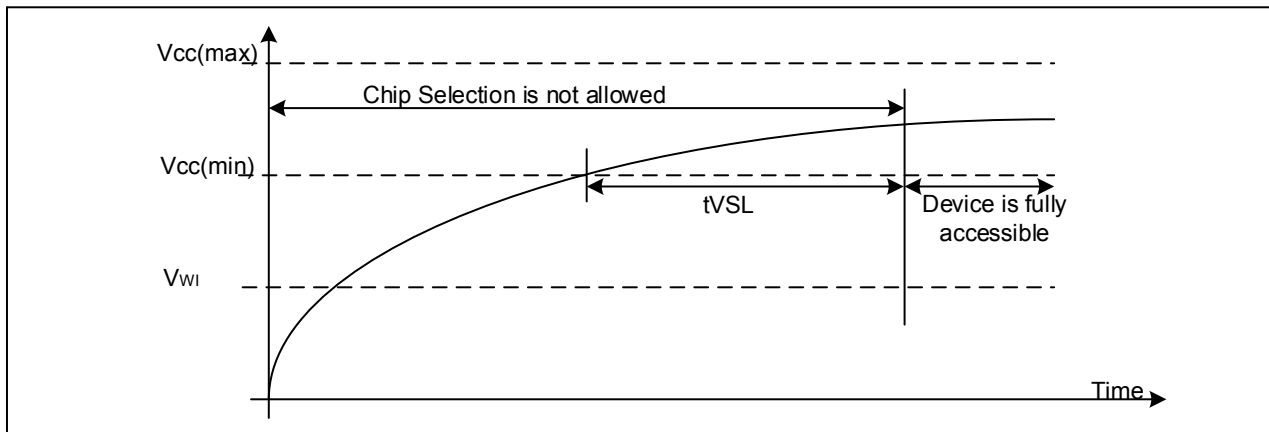 Vcc(max)
Chip Selection is not allowed
Vcc(min)
tVSL
Device is fully
accessible
VWI
Time